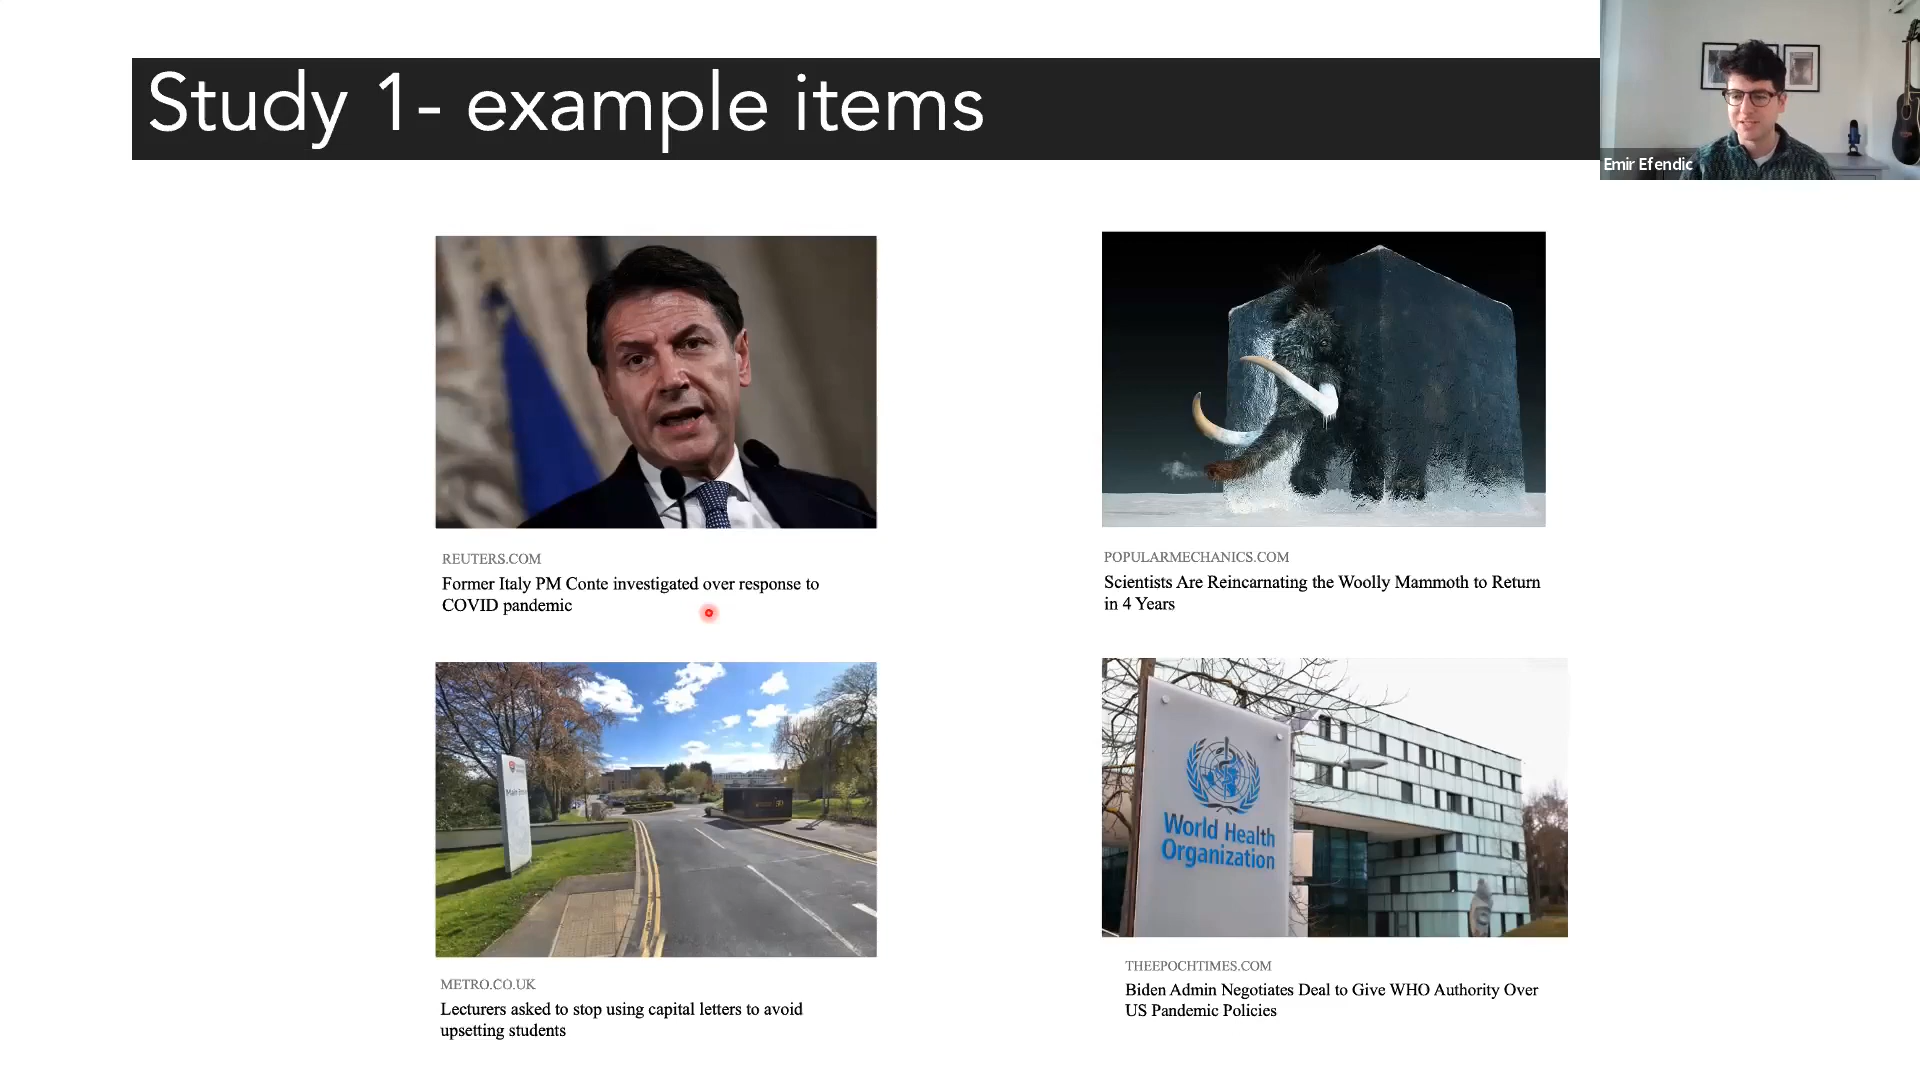 Study 1- example items
Emir Efendic
REUTERS.COM
Former Italy PM Conte investigated over response to
COVID pandemic
POPULARMECHANICS.COM
Scientists Are Reincarnating the Woolly Mammoth to Return
in 4 Years
Main
World Health
Organization
METRO.CO.UK
Lecturers asked to stop using capital letters to avoid
upsetting students
THEEPOCHTIMES.COM
Biden Admin Negotiates Deal to Give WHO Authority Over
US Pandemic Policies